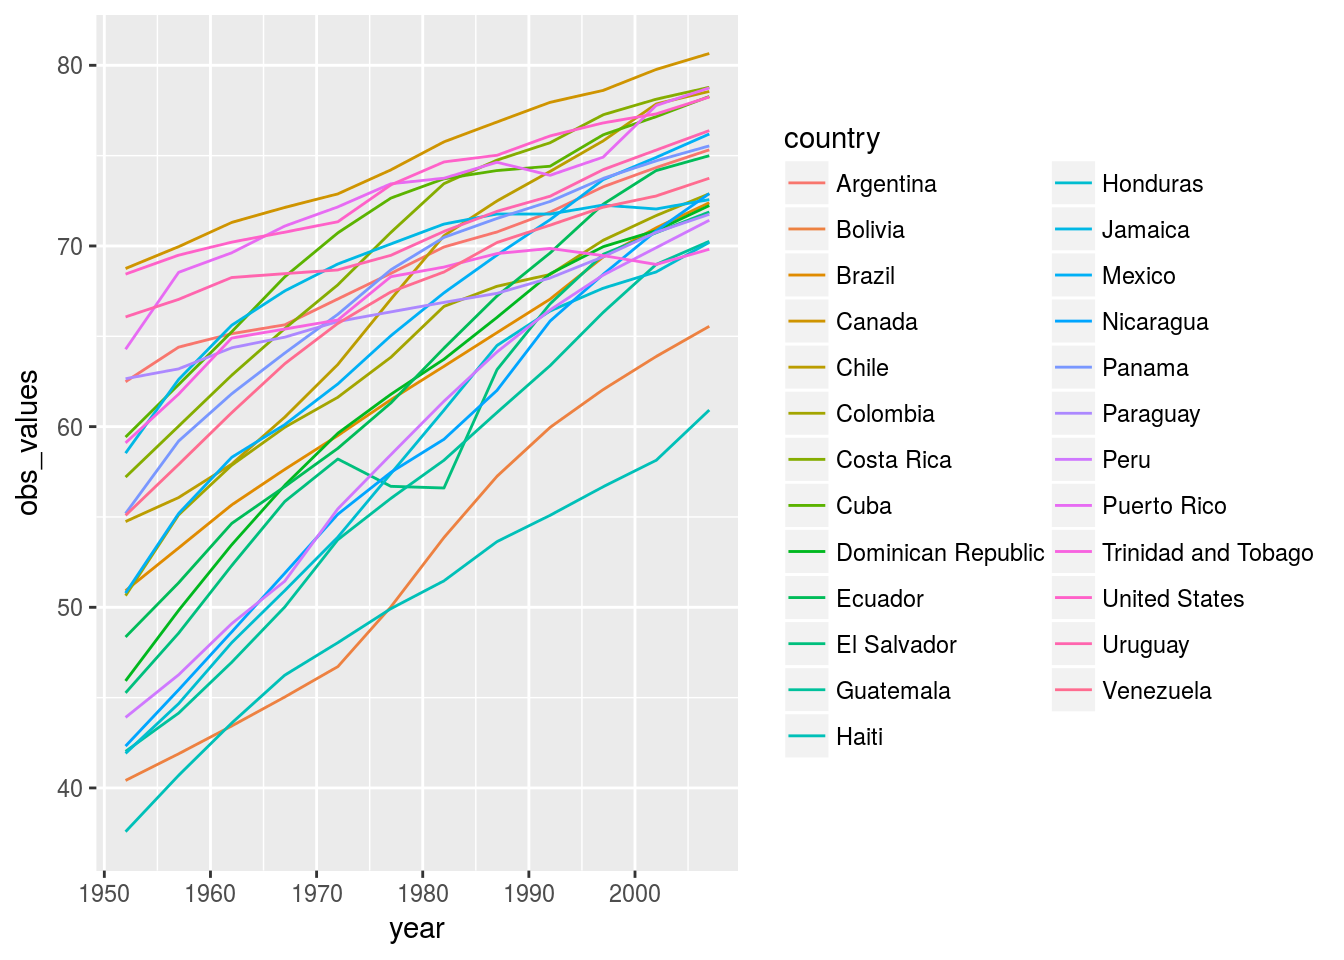 80
70
60
50
40
obs_values
1950 1960 1970 1980 1990 2000
year
country
Argentina
Bolivia
Brazil
Canada
Chile
Colombia
Costa Rica
Cuba
Dominican Republic
Ecuador
El Salvador
Guatemala
Haiti
Honduras
Jamaica
Mexico
Nicaragua
Panama
Paraguay
Peru
Puerto Rico
Trinidad and Tobago
United States
Uruguay
Venezuela